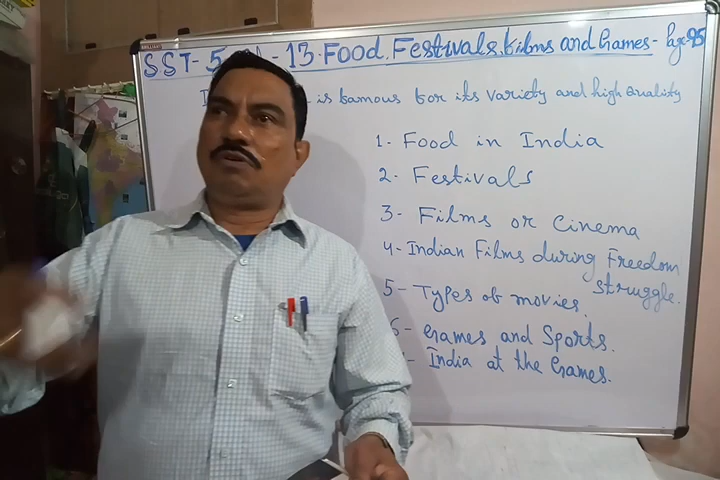 SST-5 - 13. Food, Festivals, Films and Games - Page 95
is famous for its variety and high Quality
1. Food in India
2. Festivals
3- Films or Cinema
4- Indian Films during Freedom
struggle.
5- Types of movies.
6- Games and Sports.
- India at the Games.